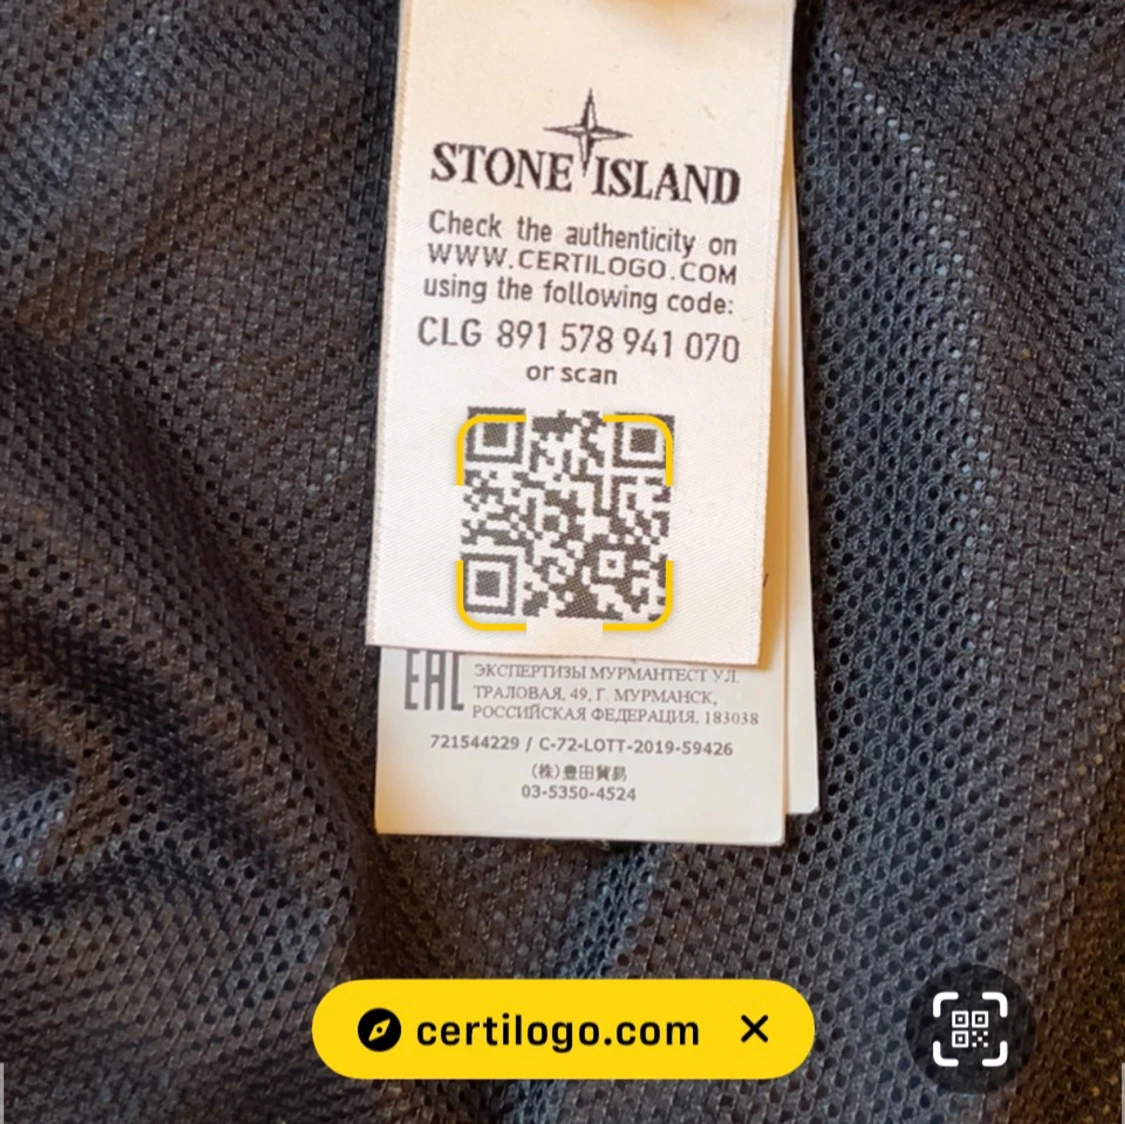 STONE ISLAND
Check the authenticity on
WWW.CERTILOGO.COM
using the following code:
CLG 891 578 941 070
or scan
EAC
ЭКСПЕРТИЗЫ МУРМАНТЕСТ УЛ.
ТРАЛОВАЯ, 49, Г. МУРМАНСК,
РОССИЙСКАЯ ФЕДЕРАЦИЯ, 183038
721544229 / C-72-LOTT-2019-59426
(株)豊田貿易
03-5350-4524
certilogo.com